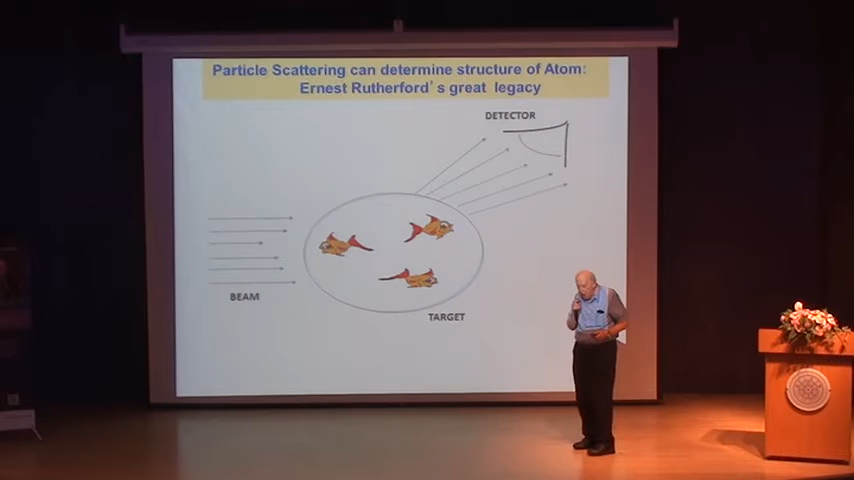 Particle Scattering can determine structure of Atom:
Ernest Rutherford's great legacy
DETECTOR
BEAM
TARGET